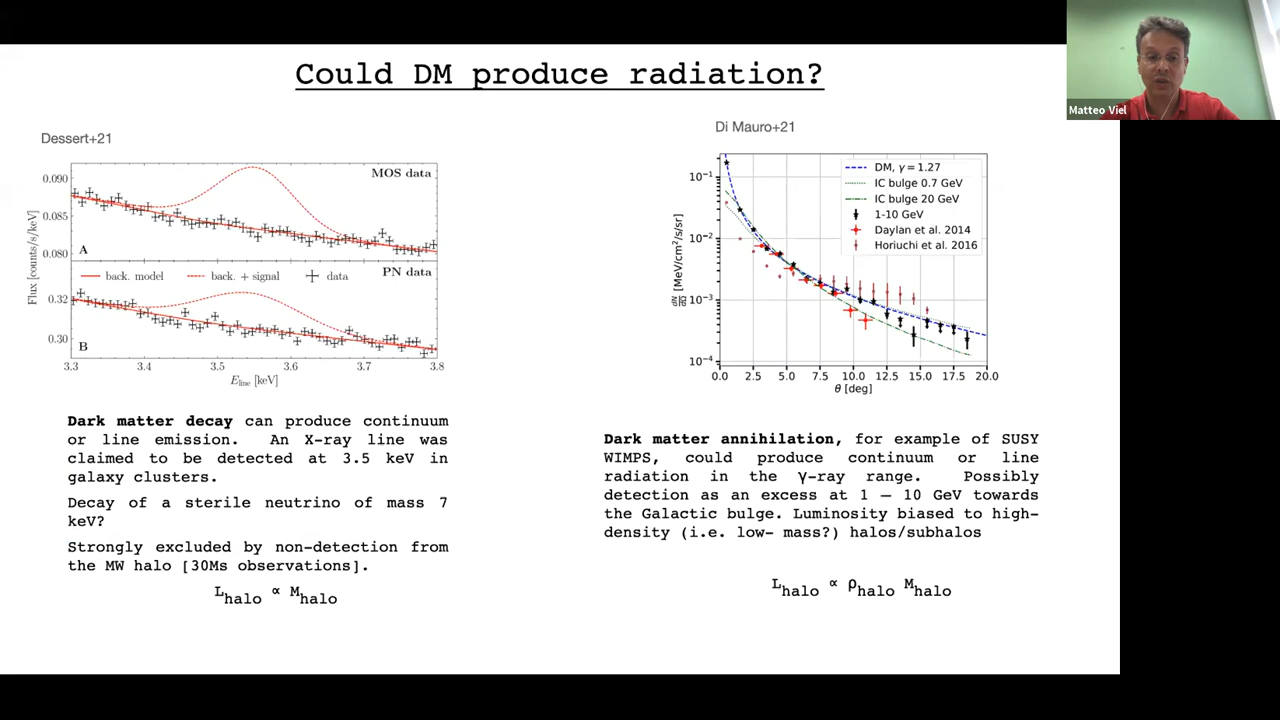 Could DM produce radiation?
Matteo Viel
Dessert+21
MOS data
0.090
0.085
0.080
A
PN data
back. model
back. + signal
data
0.32
0.30
B
Flux [counts/s/keV]
3.3
3.4
3.5
3.6
3.7
3.8
E_line [keV]
Dark matter decay can produce continuum
or line emission. An X-ray line was
claimed to be detected at 3.5 keV in
galaxy clusters.
Decay of a sterile neutrino of mass 7
keV?
Strongly excluded by non-detection from
the MW halo [30Ms observations].
L_halo ∝ M_halo
Di Mauro+21
DM, γ = 1.27
IC bulge 0.7 GeV
IC bulge 20 GeV
1-10 GeV
Daylan et al. 2014
Horiuchi et al. 2016
10⁻¹
10⁻²
10⁻³
10⁻⁴
dN/dΩ [MeV/cm²/s/sr]
0.0
2.5
5.0
7.5
10.0
12.5
15.0
17.5
20.0
θ [deg]
Dark matter annihilation, for example of SUSY
WIMPS, could produce continuum or line
radiation in the γ-ray range. Possibly
detection as an excess at 1 – 10 GeV towards
the Galactic bulge. Luminosity biased to high-
density (i.e. low- mass?) halos/subhalos
L_halo ∝ ρ_halo M_halo